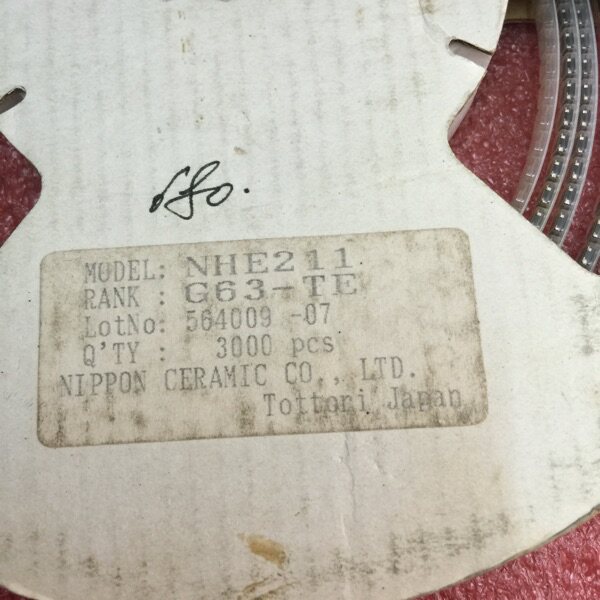 MODEL: NHE211
RANK : G63-TE
LotNo: 564009 -07
Q'TY : 3000 pcs
NIPPON CERAMIC CO., LTD.
Tottori Japan